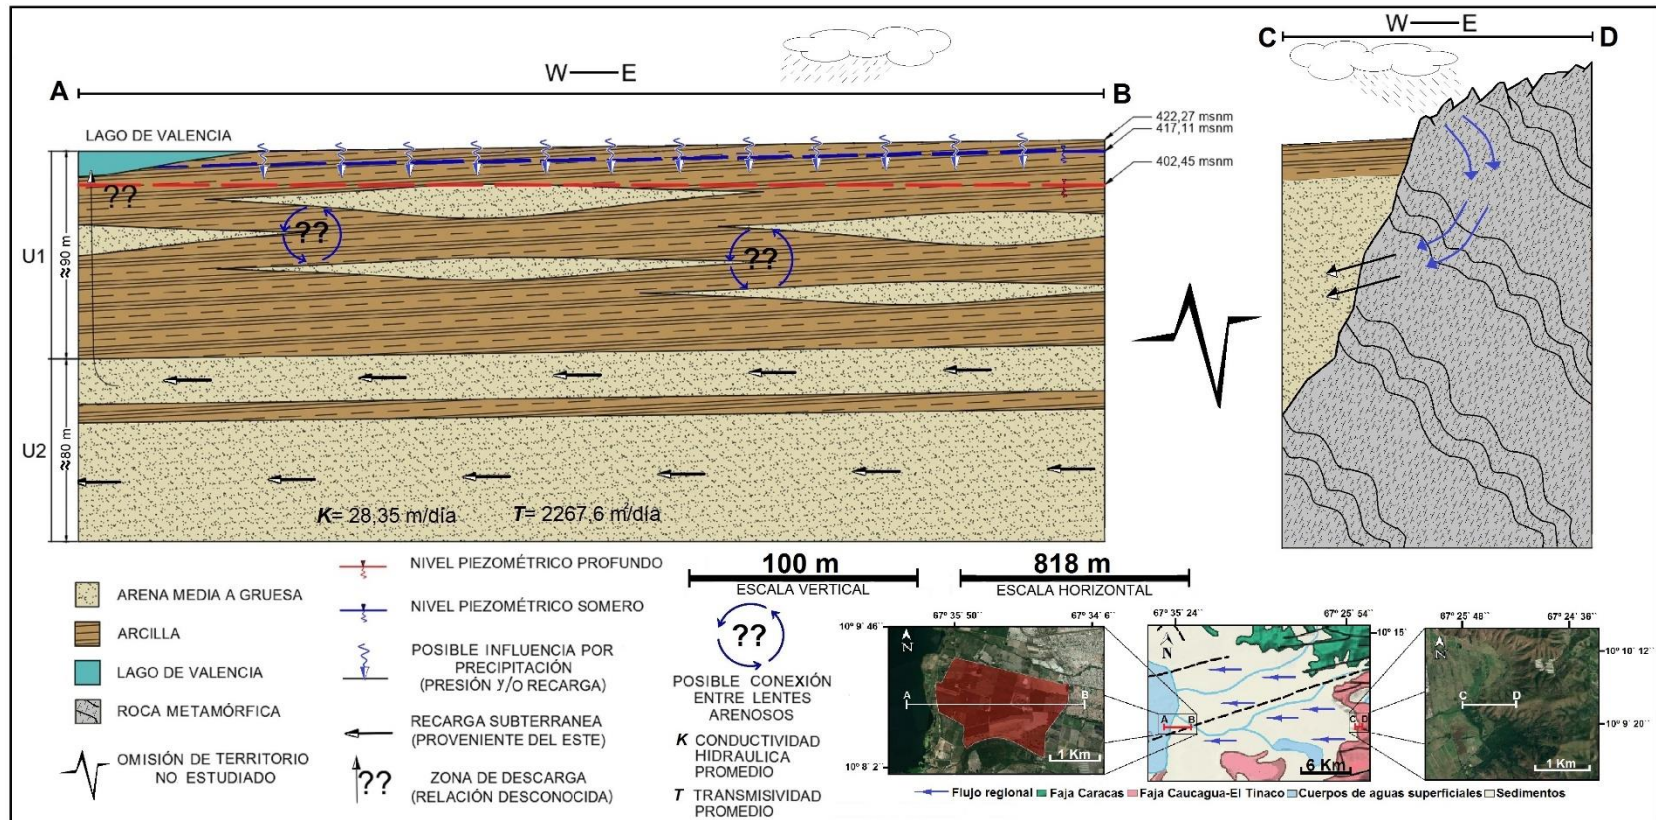 W — E
A
B
LAGO DE VALENCIA
422,27 msnm
417,11 msnm
402,45 msnm
??
??
??
U1
≈90 m
U2
≈80 m
K= 28,35 m/día
T= 2267,6 m²/día
W — E
C
D
ARENA MEDIA A GRUESA
ARCILLA
LAGO DE VALENCIA
ROCA METAMÓRFICA
OMISIÓN DE TERRITORIO
NO ESTUDIADO
NIVEL PIEZOMÉTRICO PROFUNDO
NIVEL PIEZOMÉTRICO SOMERO
POSIBLE INFLUENCIA POR
PRECIPITACIÓN
(PRESIÓN y/O RECARGA)
RECARGA SUBTERRANEA
(PROVENIENTE DEL ESTE)
??
ZONA DE DESCARGA
(RELACIÓN DESCONOCIDA)
100 m
ESCALA VERTICAL
818 m
ESCALA HORIZONTAL
??
POSIBLE CONEXIÓN
ENTRE LENTES
ARENOSOS
K CONDUCTIVIDAD
HIDRAULICA
PROMEDIO
T TRANSMISIVIDAD
PROMEDIO
67° 35´ 50´´
67° 34´ 6´´
10° 9´ 46´´
10° 8´ 2´´
N
A
B
1 Km
67° 35´ 24´´
67° 25´ 54´´
10° 15´
N
A
B
C
D
6 Km
67° 25´ 48´´
67° 24´ 36´´
10° 10´ 12´´
10° 9´ 20´´
N
C
D
1 Km
Flujo regional
Faja Caracas
Faja Caucagua-El Tinaco
Cuerpos de aguas superficiales
Sedimentos